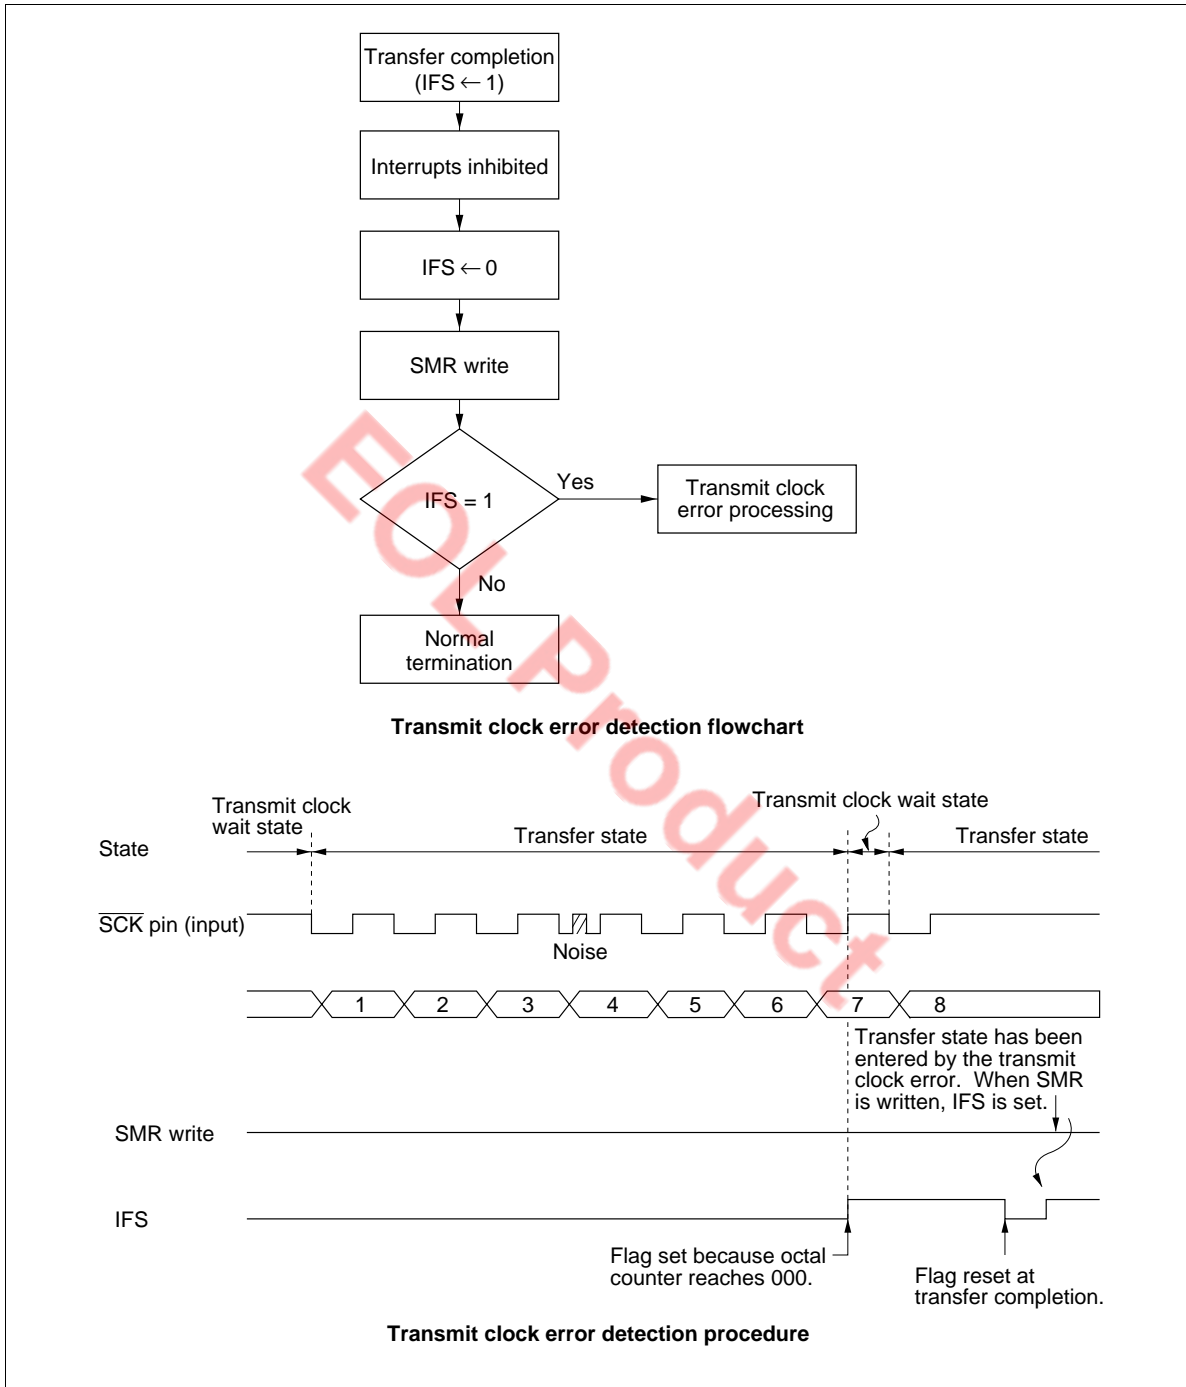 Transfer completion
(IFS ← 1)
Interrupts inhibited
IFS ← 0
SMR write
IFS = 1
Yes
Transmit clock
error processing
No
Normal
termination
Transmit clock error detection flowchart
Transmit clock
wait state
Transmit clock wait state
State
Transfer state
Transfer state
SCK pin (input)
Noise
1 2 3 4 5 6 7 8
Transfer state has been
entered by the transmit
clock error. When SMR
is written, IFS is set.
SMR write
IFS
Flag set because octal
counter reaches 000.
Flag reset at
transfer completion.
Transmit clock error detection procedure
EOL Product